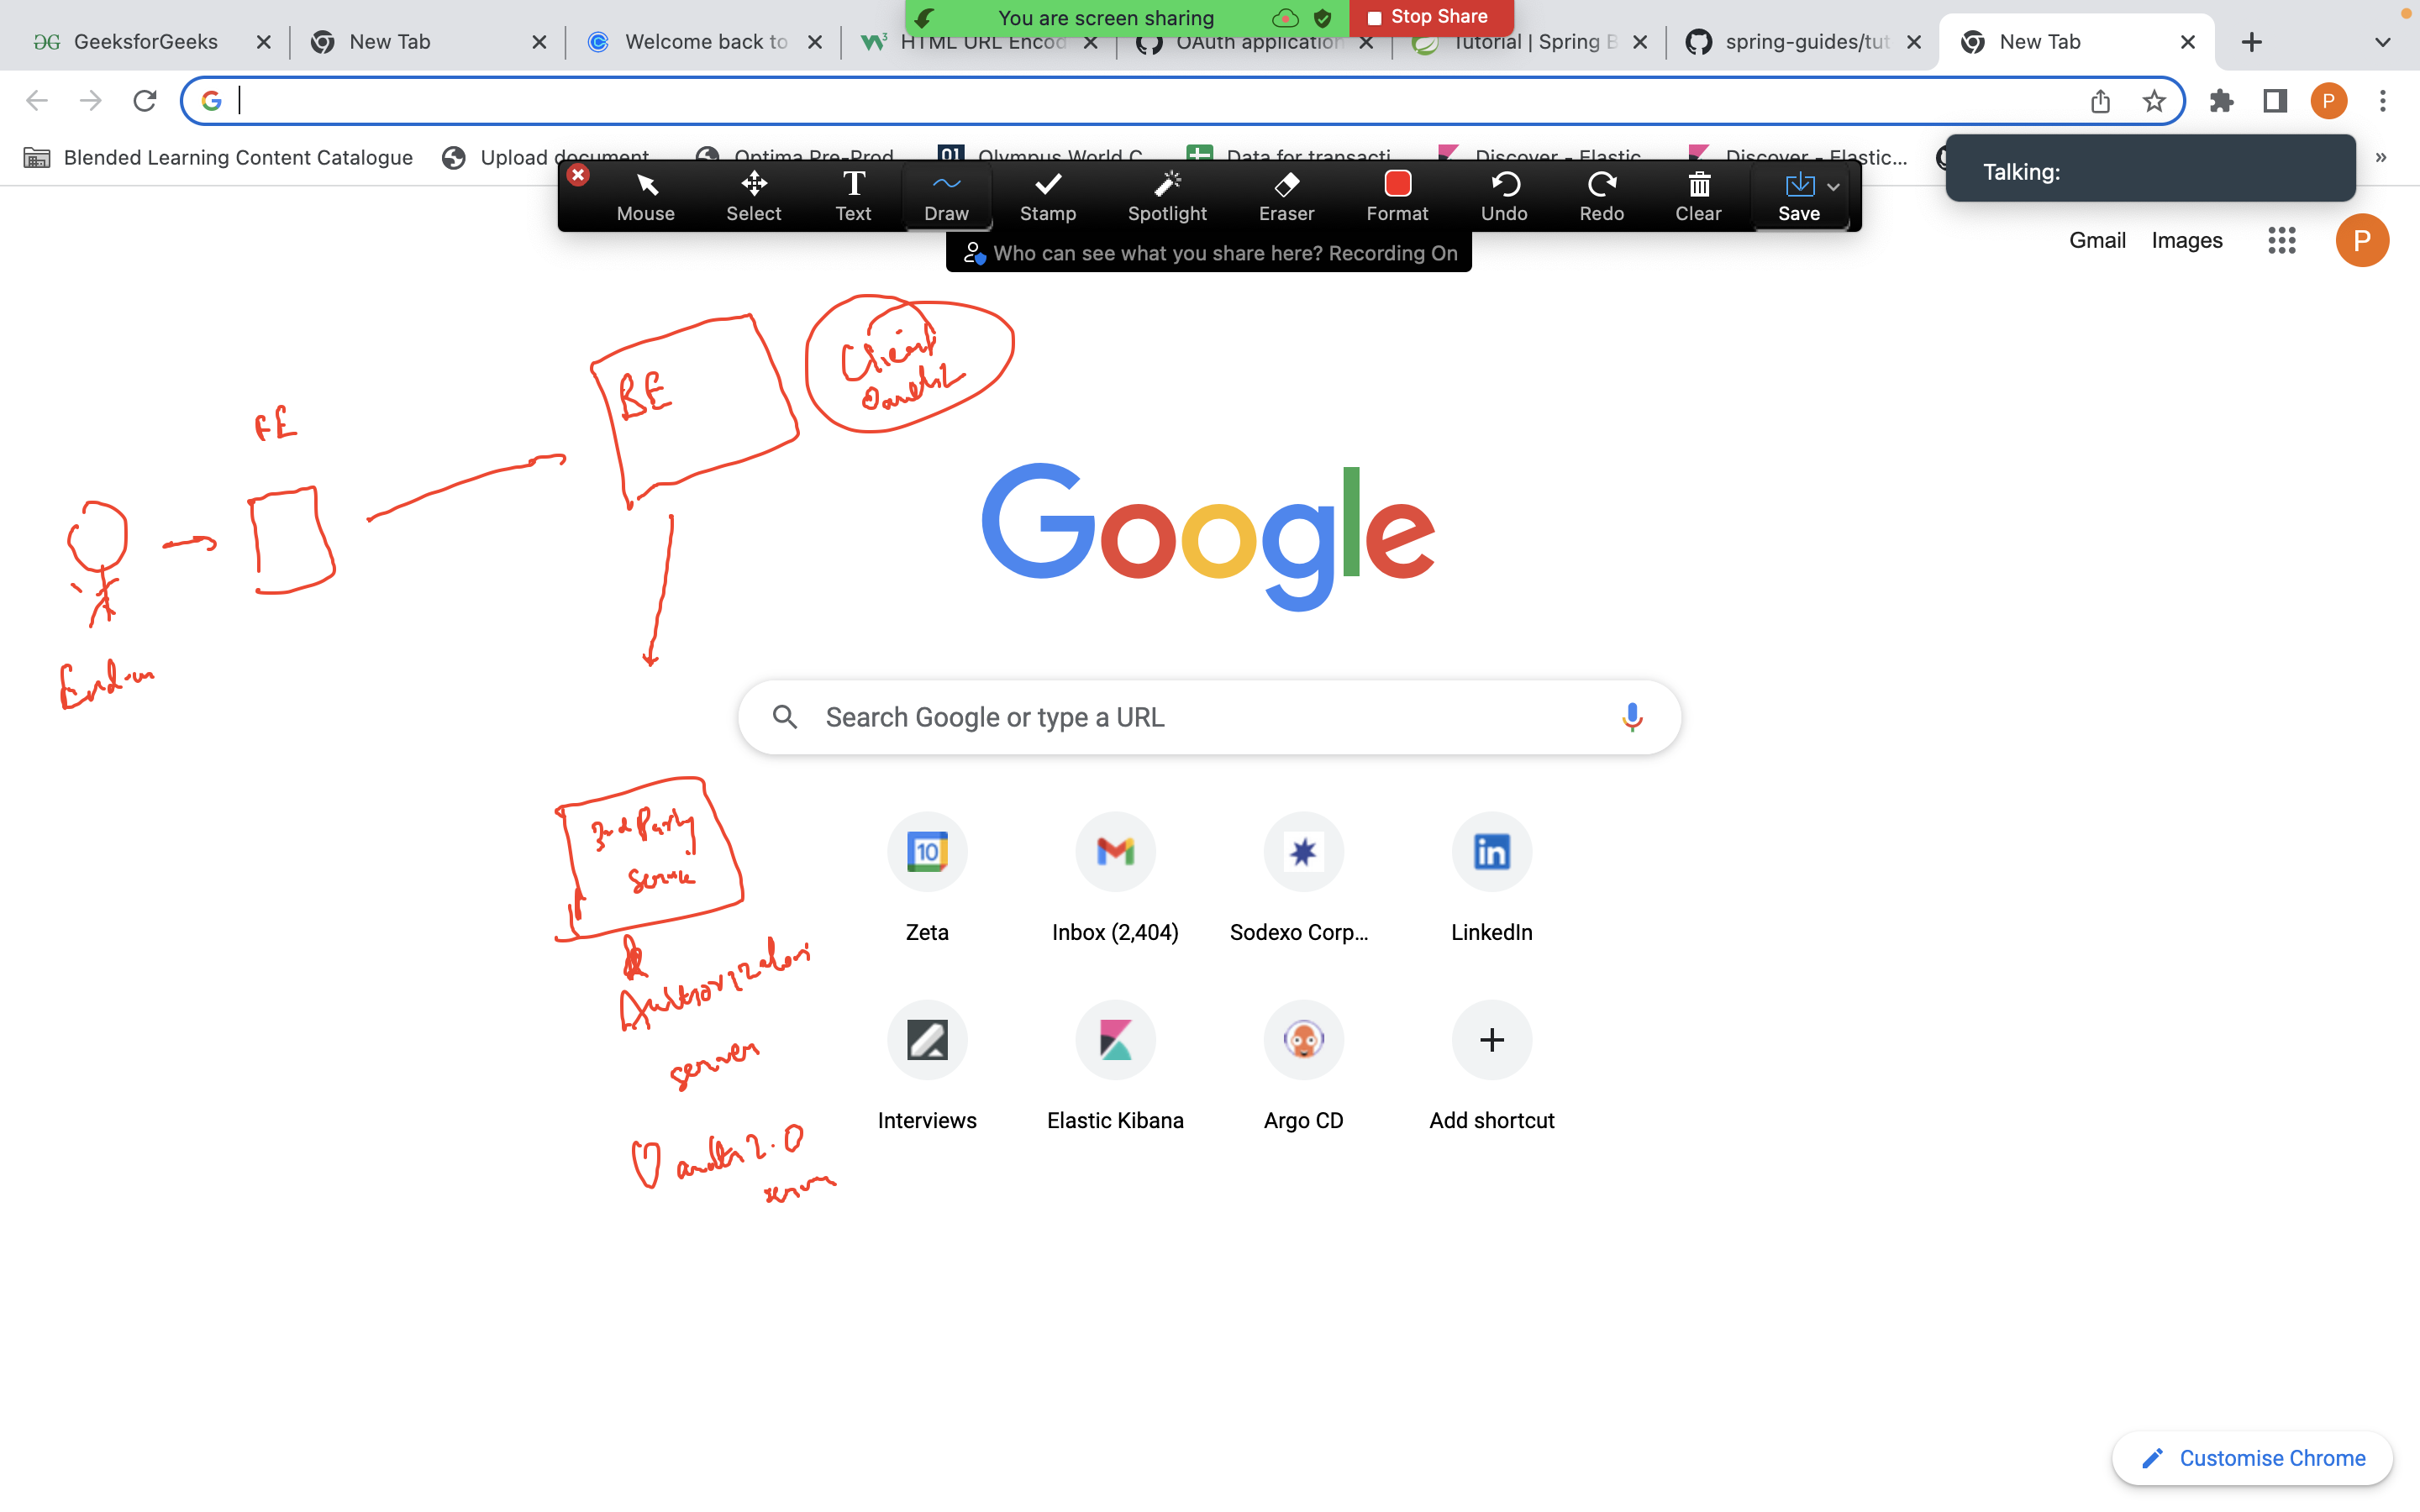 You are screen sharing
Stop Share
GeeksforGeeks
New Tab
Welcome back to
HTML URL Encod
OAuth application
Tutorial | Spring B
spring-guides/tut
New Tab
Blended Learning Content Catalogue
Upload document
Optima Pre-Prod
Olympus World C
Data for transacti
Discover - Elastic
Discover - Elastic...
»
Talking:
Mouse
Select
Text
Draw
Stamp
Spotlight
Eraser
Format
Undo
Redo
Clear
Save
Who can see what you share here? Recording On
Gmail
Images
P
P
BE
Client
Oauth2
FE
Google
Search Google or type a URL
3rd Party
Service
Authorization
server
Oauth 2.0
10
Zeta
Inbox (2,404)
Sodexo Corp...
LinkedIn
Interviews
Elastic Kibana
Argo CD
Add shortcut
Customise Chrome